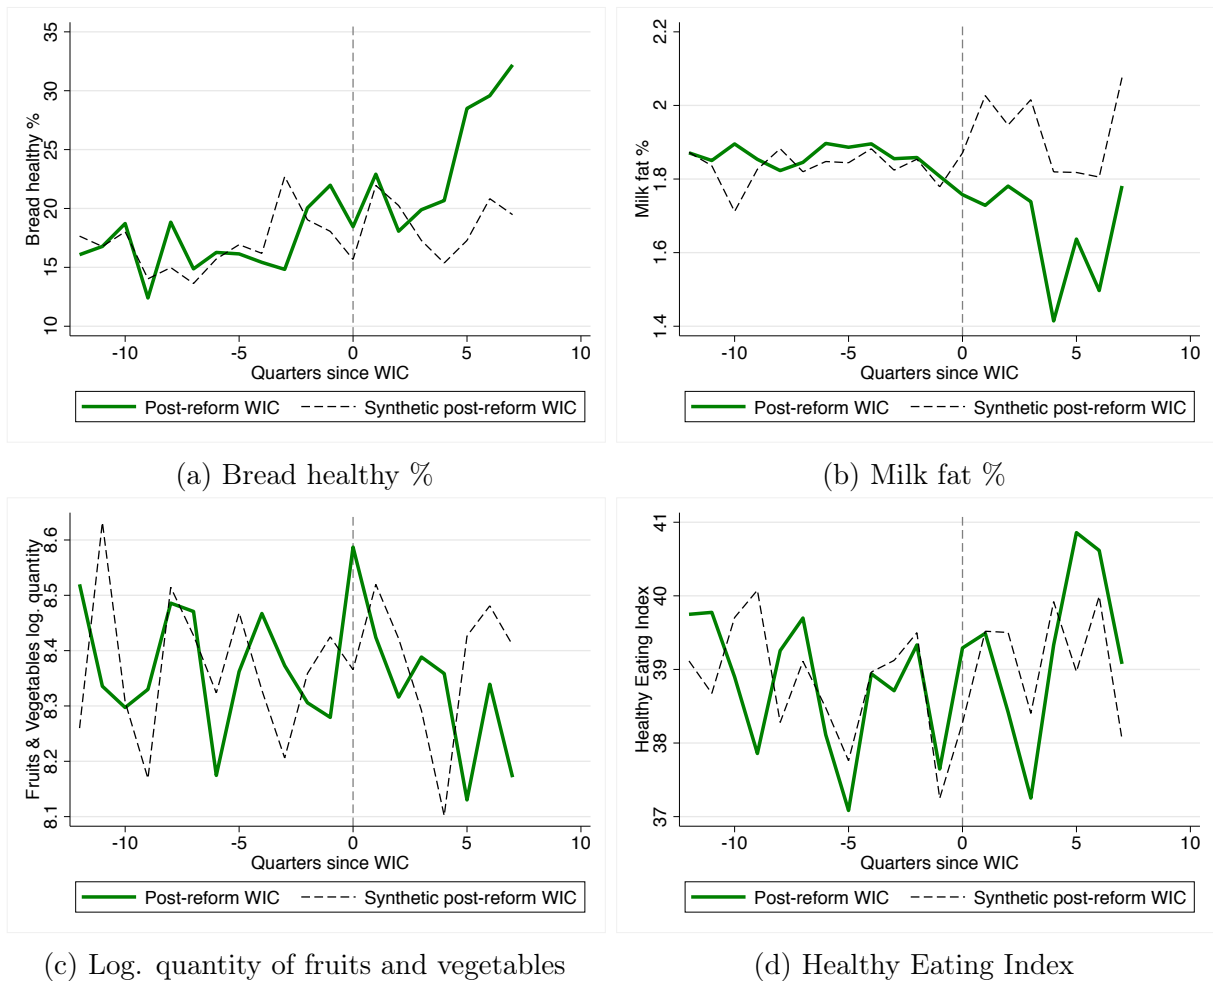 Bread healthy %
35
30
25
20
15
10
-10 -5 0 5 10
Quarters since WIC
Post-reform WIC Synthetic post-reform WIC
(a) Bread healthy %
Milk fat %
2.2
2
1.8
1.6
1.4
-10 -5 0 5 10
Quarters since WIC
Post-reform WIC Synthetic post-reform WIC
(b) Milk fat %
Fruits & Vegetables log. quantity
8.6
8.5
8.4
8.3
8.2
8.1
-10 -5 0 5 10
Quarters since WIC
Post-reform WIC Synthetic post-reform WIC
(c) Log. quantity of fruits and vegetables
Healthy Eating Index
41
40
39
38
37
-10 -5 0 5 10
Quarters since WIC
Post-reform WIC Synthetic post-reform WIC
(d) Healthy Eating Index